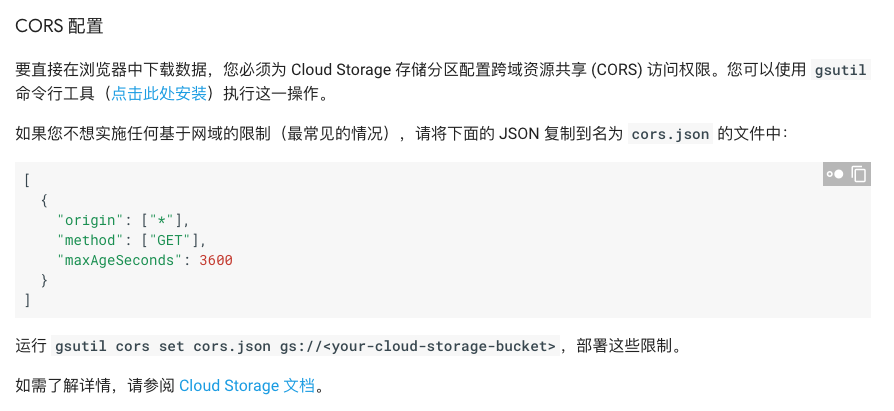 CORS 配置
要直接在浏览器中下载数据，您必须为 Cloud Storage 存储分区配置跨域资源共享 (CORS) 访问权限。您可以使用 gsutil
命令行工具（点击此处安装）执行这一操作。
如果您不想实施任何基于网域的限制（最常见的情况），请将下面的 JSON 复制到名为 cors.json 的文件中：
[
  {
    "origin": ["*"],
    "method": ["GET"],
    "maxAgeSeconds": 3600
  }
]
运行 gsutil cors set cors.json gs://<your-cloud-storage-bucket>，部署这些限制。
如需了解详情，请参阅 Cloud Storage 文档。